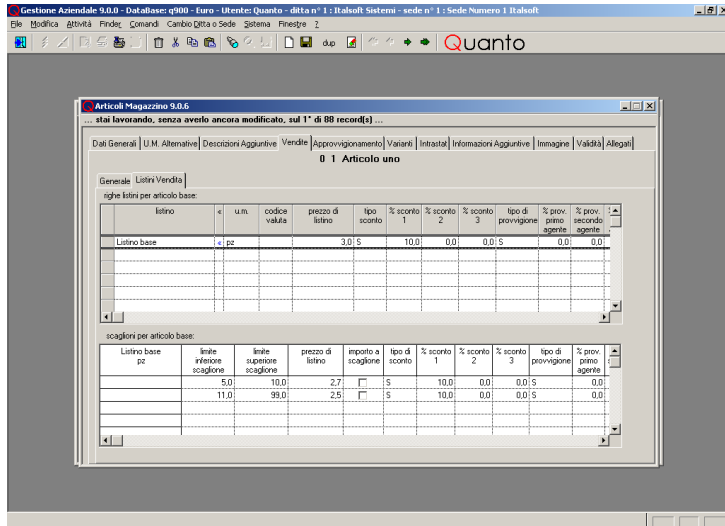 Gestione Aziendale 9.0.0 - DataBase: q900 - Euro - Utente: Quanto - ditta n° 1 : Italsoft Sistemi - sede n° 1 : Sede Numero 1 Italsoft
File Modifica Attività Finder Comandi Cambio Ditta o Sede Sistema Finestre ?
dup Quanto
Articoli Magazzino 9.0.6
... stai lavorando, senza averlo ancora modificato, sul 1° di 88 record(s) ...
Dati Generali U.M. Alternative Descrizioni Aggiuntive Vendite Approvvigionamento Varianti Intrastat Informazioni Aggiuntive Immagine Validità Allegati
0 1 Articolo uno
Generale Listini Vendita
righe listini per articolo base:
listino « u.m. codice valuta prezzo di listino tipo sconto % sconto 1 % sconto 2 % sconto 3 tipo di provvigione % prov. primo agente % prov. secondo agente
Listino base « pz 3,0 S 10,0 0,0 0,0 S 0,0 0,0
scaglioni per articolo base:
Listino base pz limite inferiore scaglione limite superiore scaglione prezzo di listino importo a scaglione tipo di sconto % sconto 1 % sconto 2 % sconto 3 tipo di provvigione % prov. primo agente
5,0 10,0 2,7 S 10,0 0,0 0,0 S 0,0
11,0 99,0 2,5 S 10,0 0,0 0,0 S 0,0